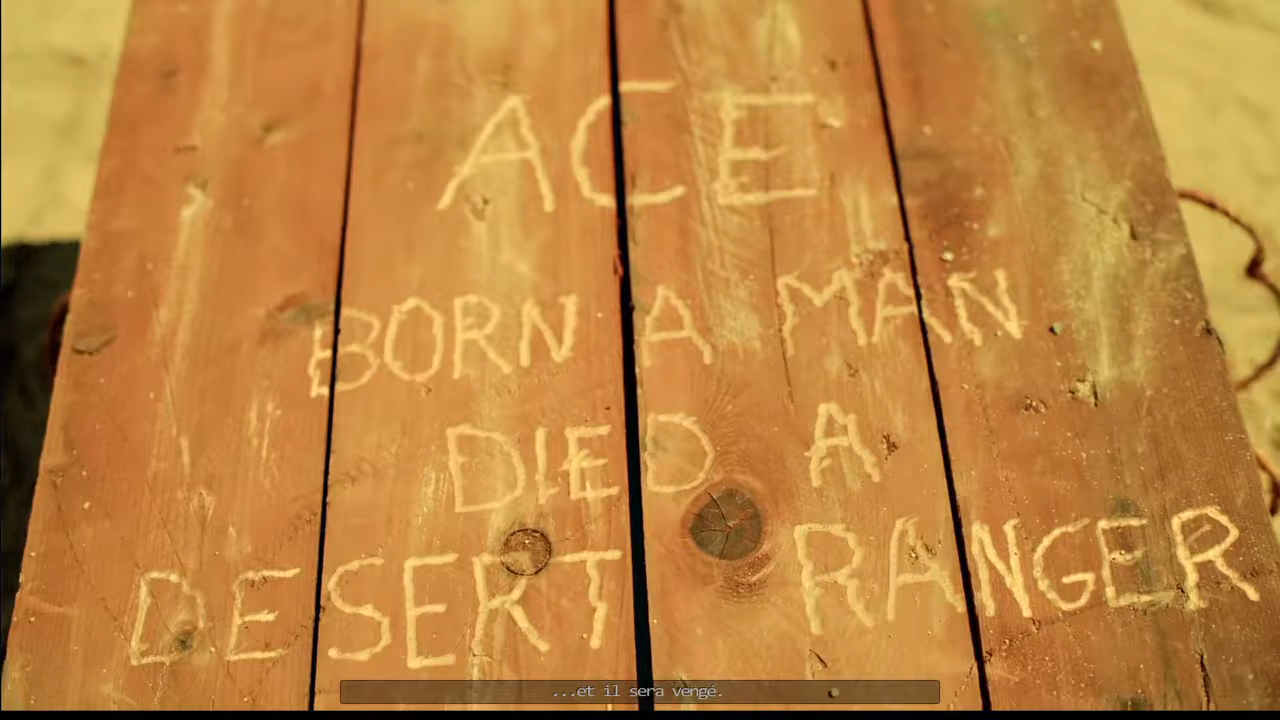 ACE
BORN A MAN
DIED A
DESERT RANGER
...et il sera vengé.